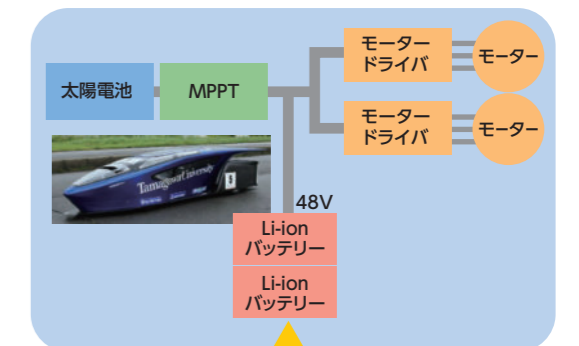 太陽電池
MPPT
モーター
ドライバ
モーター
モーター
ドライバ
モーター
Tamagawa University
48V
Li-ion
バッテリー
Li-ion
バッテリー